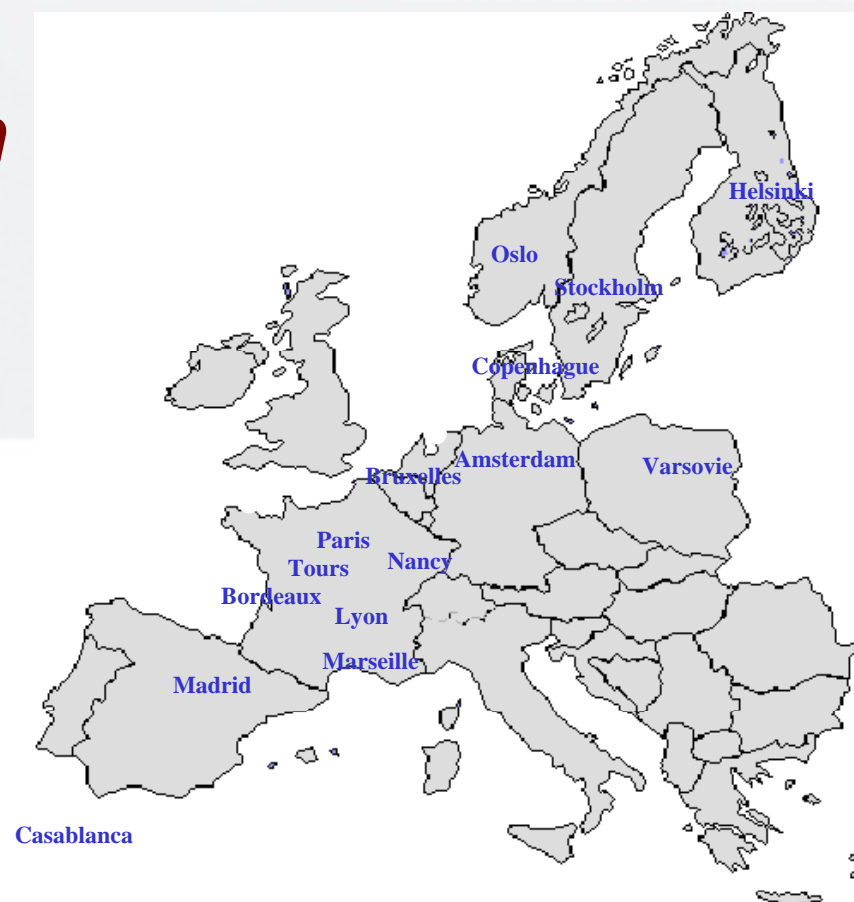 Helsinki
Oslo
Stockholm
Copenhague
Amsterdam
Varsovie
Bruxelles
Paris
Nancy
Tours
Bordeaux
Lyon
Marseille
Madrid
Casablanca